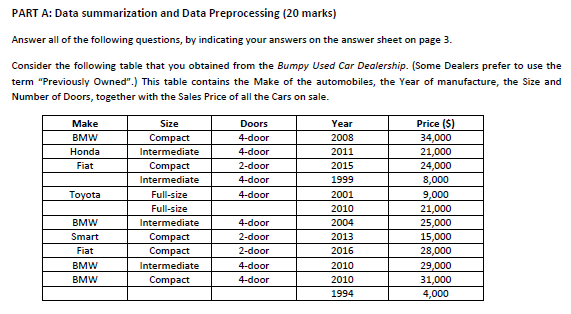 PART A: Data summarization and Data Preprocessing (20 marks)
Answer all of the following questions, by indicating your answers on the answer sheet on page 3.
Consider the following table that you obtained from the Bumpy Used Car Dealership. (Some Dealers prefer to use the
term “Previously Owned”.) This table contains the Make of the automobiles, the Year of manufacture, the Size and
Number of Doors, together with the Sales Price of all the Cars on sale.
Make Size Doors Year Price ($)
BMW Compact 4-door 2008 34,000
Honda Intermediate 4-door 2011 21,000
Fiat Compact 2-door 2015 24,000
Intermediate 4-door 1999 8,000
Toyota Full-size 4-door 2001 9,000
Full-size 2010 21,000
BMW Intermediate 4-door 2004 25,000
Smart Compact 2-door 2013 15,000
Fiat Compact 2-door 2016 28,000
BMW Intermediate 4-door 2010 29,000
BMW Compact 4-door 2010 31,000
1994 4,000